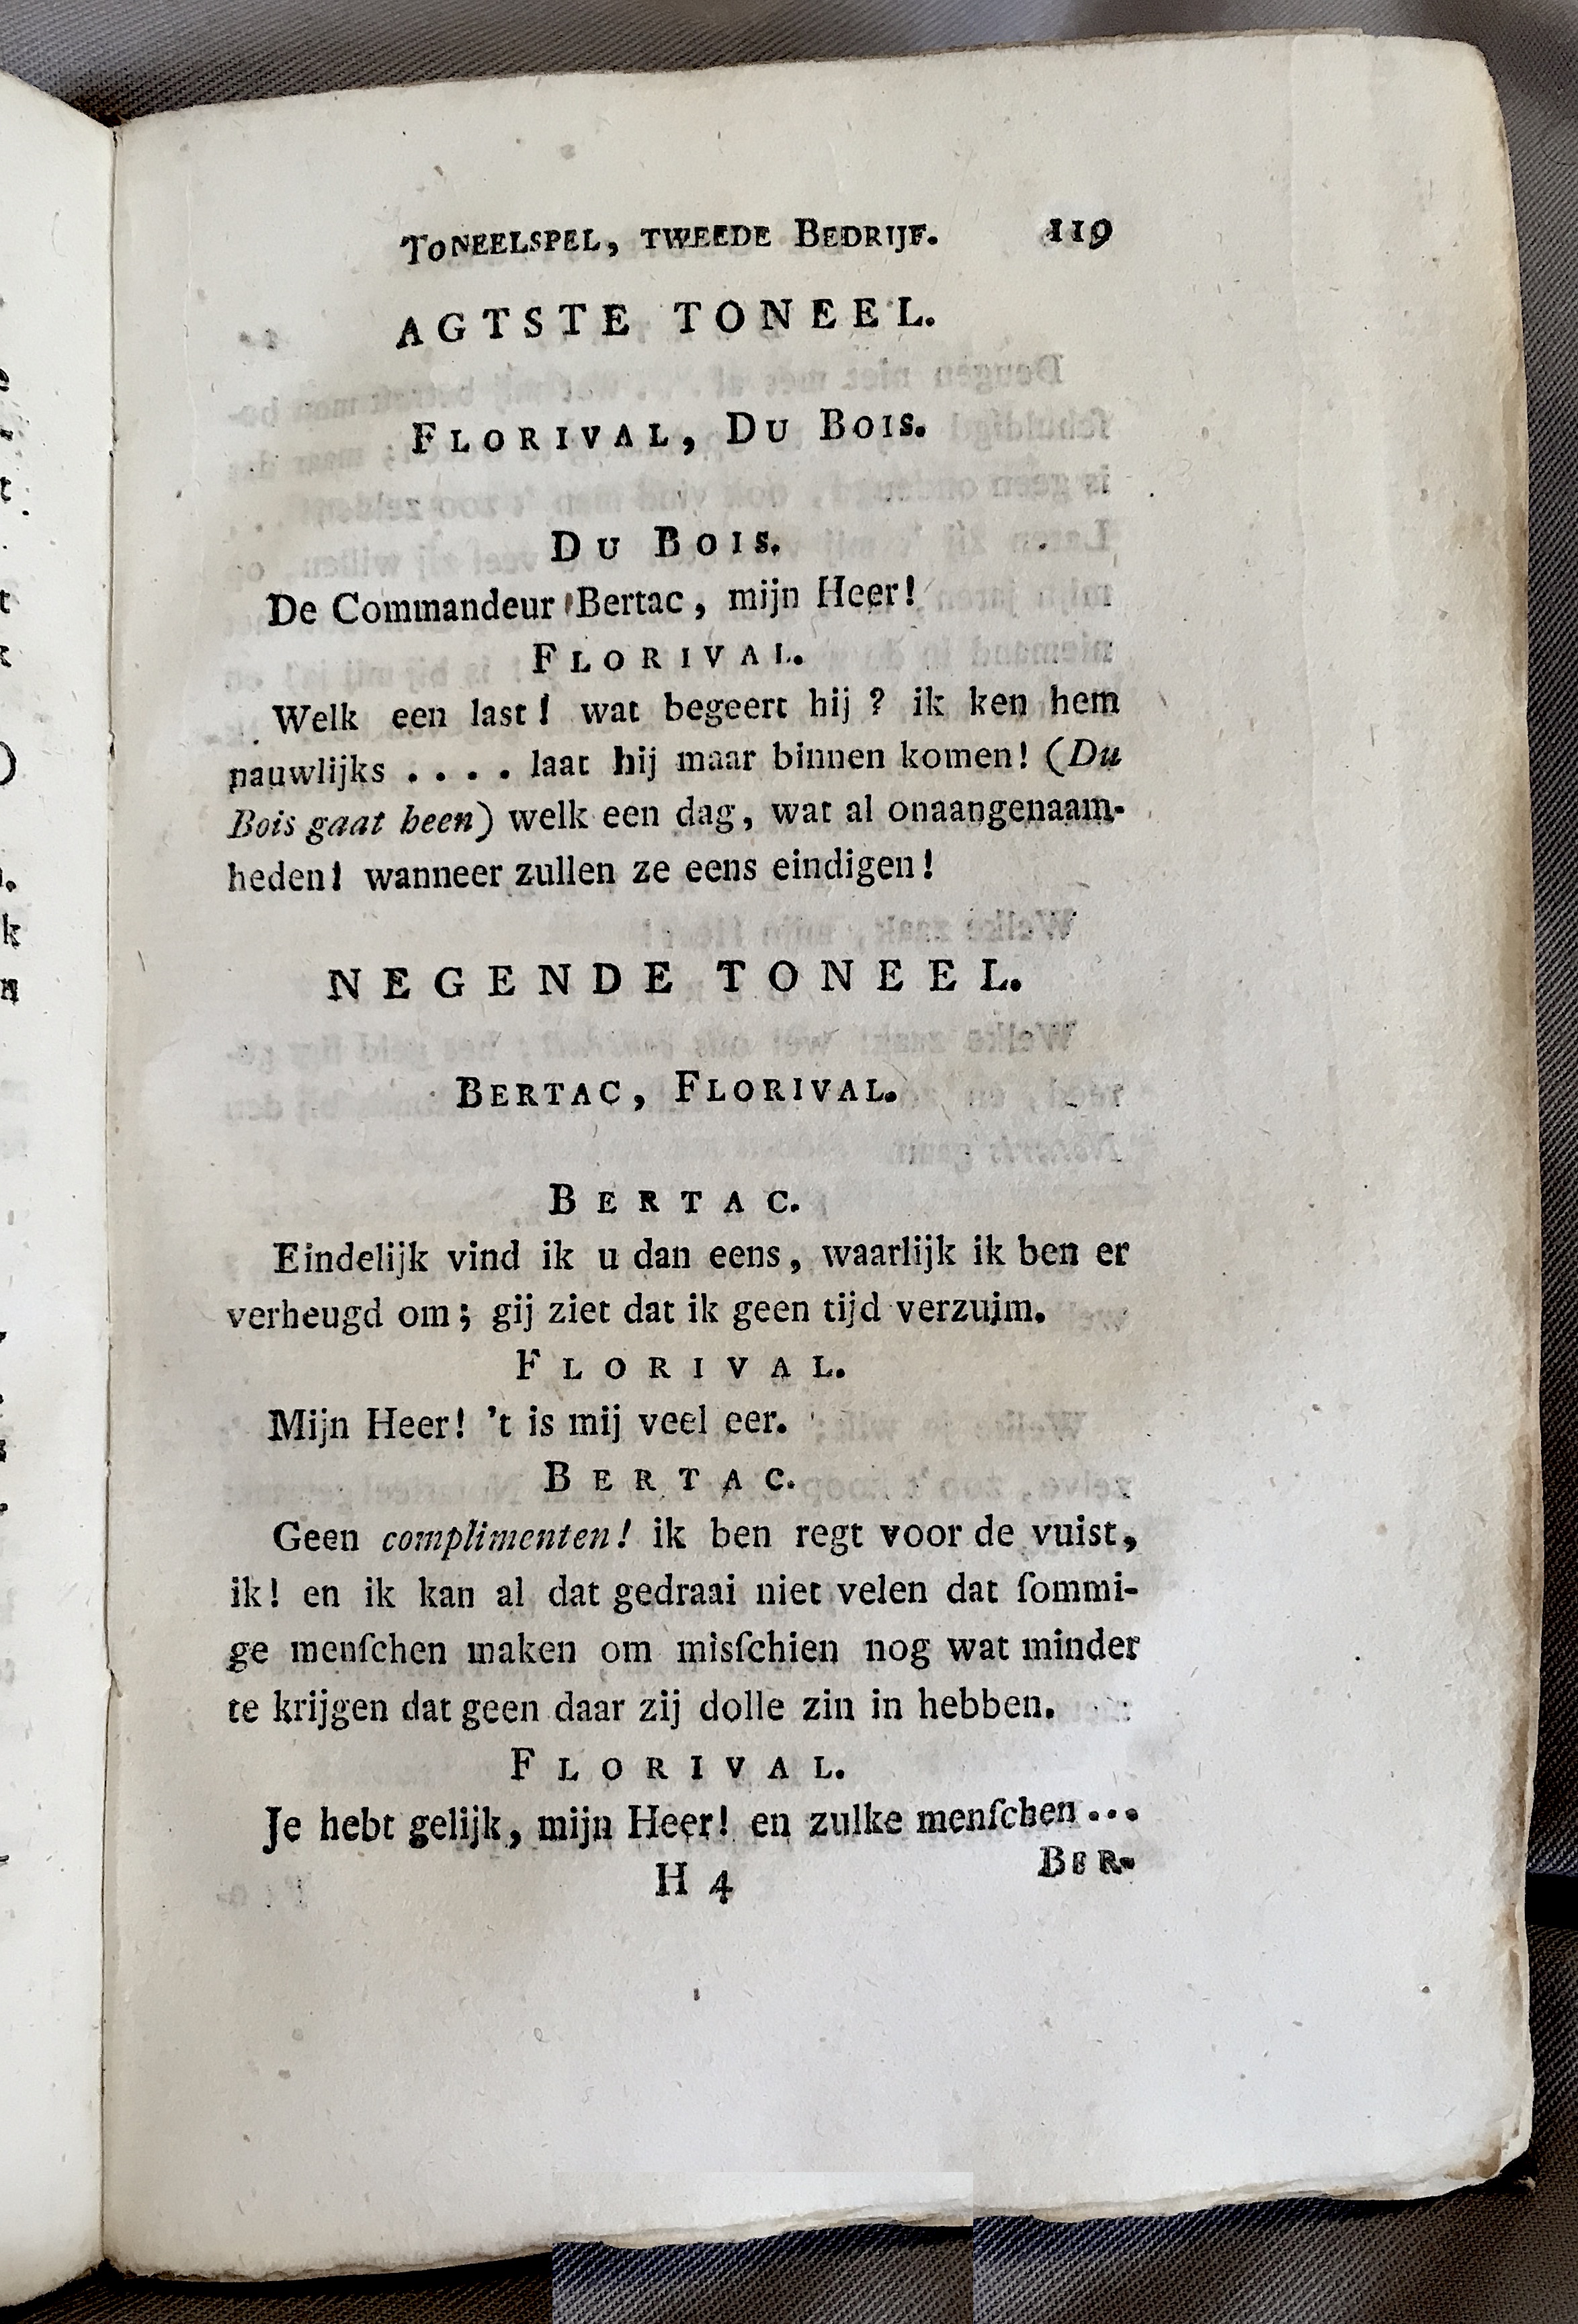 TONEELSPEL, TWEEDE BEDRIJF. 119
AGTSTE TONEEL.
FLORIVAL, DU BOIS.
DU BOIS.
De Commandeur Bertac, mijn Heer!
FLORIVAL.
Welk een last! wat begeert hij? ik ken hem
nauwlijks .... laat hij maar binnen komen! (Du
Bois gaat heen) welk een dag, wat al onaangenaam-
heden! wanneer zullen ze eens eindigen!
NEGENDE TONEEL.
BERTAC, FLORIVAL.
BERTAC.
Eindelijk vind ik u dan eens, waarlijk ik ben er
verheugd om; gij ziet dat ik geen tijd verzuim.
FLORIVAL.
Mijn Heer! 't is mij veel eer.
BERTAC.
Geen complimenten! ik ben regt voor de vuist,
ik! en ik kan al dat gedraai niet velen dat ſommi-
ge menſchen maken om misſchien nog wat minder
te krijgen dat geen daar zij dolle zin in hebben.
FLORIVAL.
Je hebt gelijk, mijn Heer! en zulke menſchen...
H 4 BER-